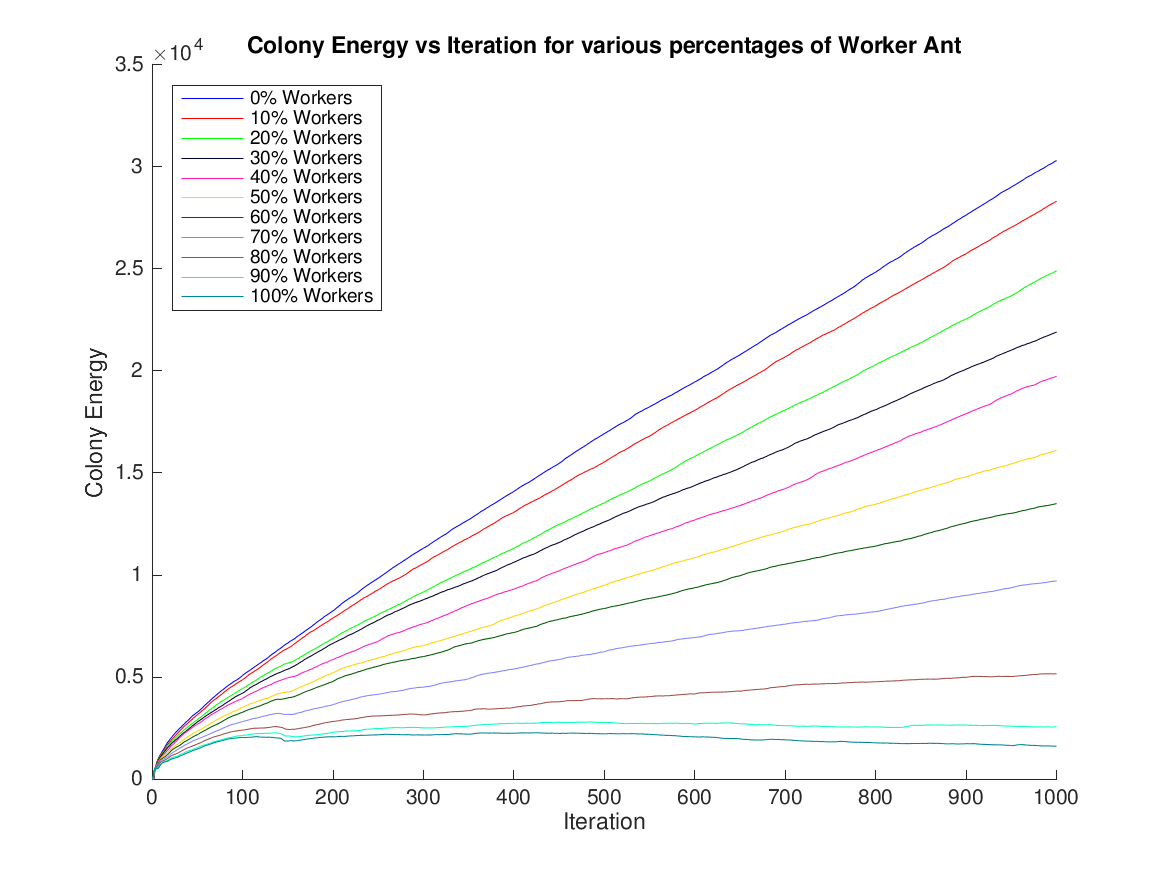 Colony Energy vs Iteration for various percentages of Worker Ant
×10^4
3.5
3
2.5
2
1.5
1
0.5
0
Colony Energy
0% Workers
10% Workers
20% Workers
30% Workers
40% Workers
50% Workers
60% Workers
70% Workers
80% Workers
90% Workers
100% Workers
0 100 200 300 400 500 600 700 800 900 1000
Iteration